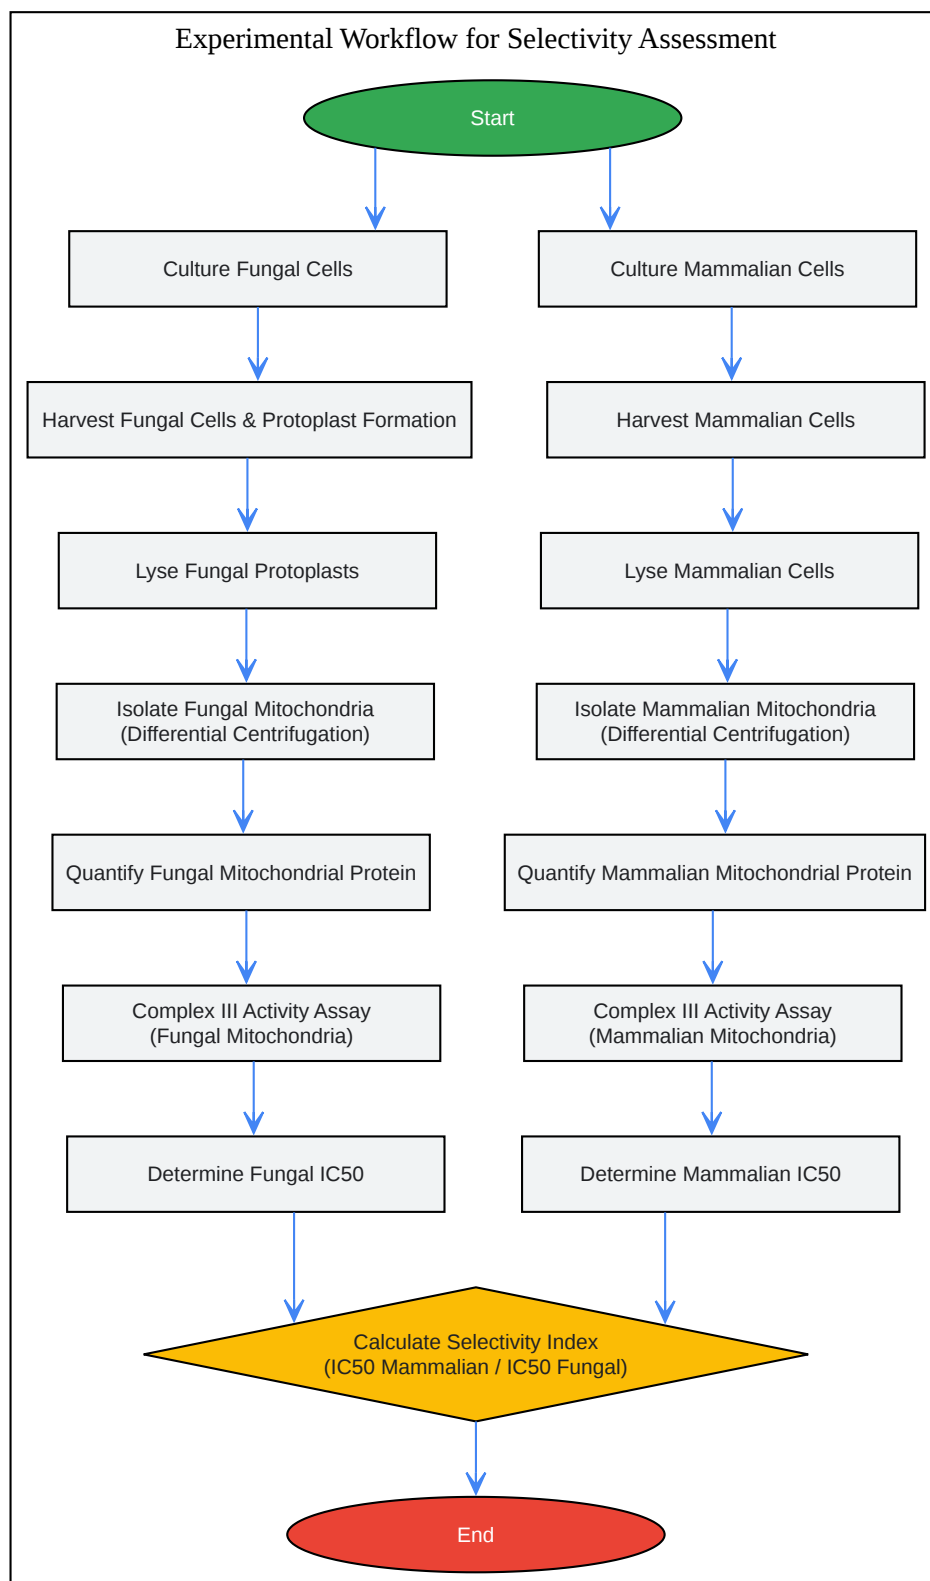 Experimental Workflow for Selectivity Assessment
Start
Culture Fungal Cells
Culture Mammalian Cells
Harvest Fungal Cells & Protoplast Formation
Harvest Mammalian Cells
Lyse Fungal Protoplasts
Lyse Mammalian Cells
Isolate Fungal Mitochondria
(Differential Centrifugation)
Isolate Mammalian Mitochondria
(Differential Centrifugation)
Quantify Fungal Mitochondrial Protein
Quantify Mammalian Mitochondrial Protein
Complex III Activity Assay
(Fungal Mitochondria)
Complex III Activity Assay
(Mammalian Mitochondria)
Determine Fungal IC50
Determine Mammalian IC50
Calculate Selectivity Index
(IC50 Mammalian / IC50 Fungal)
End